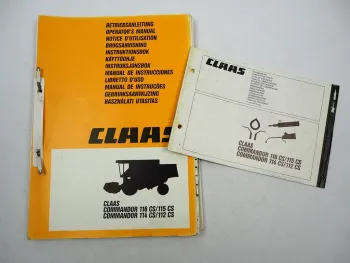 BETRIEBSANLEITUNG
OPERATOR'S MANUAL
NOTICE D'UTILISATION
BRUGSANVISNING
INSTRUKTIONSBOK
KÄYTTÖOHJE
INSTRUKSJONSBOK
MANUAL DE INSTRUCCIONES
LIBRETTO D'USO
MANUAL DE INSTRUÇÕES
GEBRUIKSAANWIJZING
HASZNÁLATI UTASÍTÁS
CLAAS
CLAAS
COMMANDOR 116 CS/115 CS
COMMANDOR 114 CS/112 CS
CLAAS
CLAAS
COMMANDOR 116 CS/115 CS
COMMANDOR 114 CS/112 CS